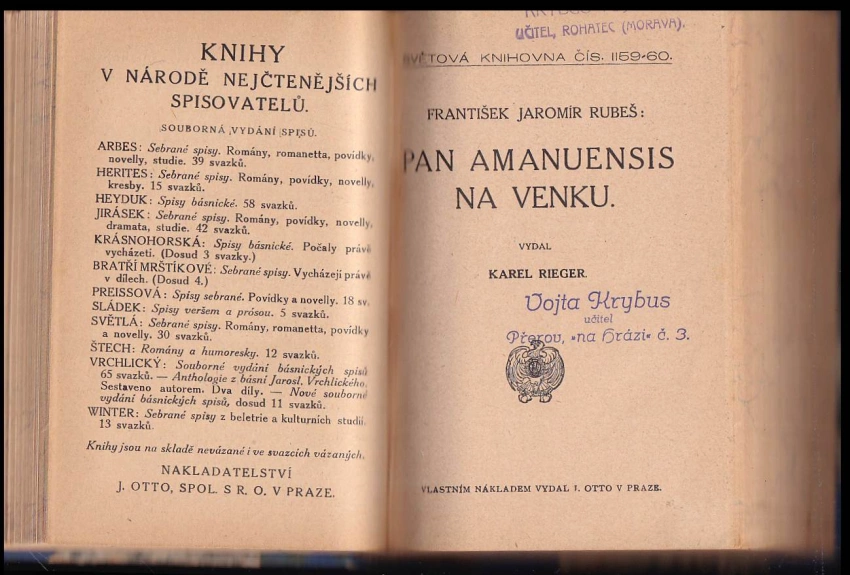 KNIHY
V NÁRODĚ NEJČTENĚJŠÍCH
SPISOVATELŮ.
SOUBORNÁ VYDÁNÍ SPISŮ.
ARBES: Sebrané spisy. Romány, romanetta, povídky,
novelly, studie. 39 svazků.
HERITES: Sebrané spisy. Romány, povídky, novelly,
kresby. 15 svazků.
HEYDUK: Spisy básnické. 58 svazků.
JIRÁSEK: Sebrané spisy. Romány, povídky, novelly,
dramata, studie. 42 svazků.
KRÁSNOHORSKÁ: Spisy básnické. Počaly právě
vycházeti. (Dosud 3 svazky.)
BRATŘÍ MRŠTÍKOVÉ: Sebrané spisy. Vycházejí právě
v dílech. (Dosud 4.)
PREISSOVÁ: Spisy sebrané. Povídky a novelly. 18 sv.
SLÁDEK: Spisy veršem a prósou. 5 svazků.
SVĚTLÁ: Sebrané spisy. Romány, romanetta, povídky
a novelly. 30 svazků.
ŠTECH: Romány a humoresky. 12 svazků.
VRCHLICKÝ: Souborné vydání básnických spisů
65 svazků. — Anthologie z básní Jarosl. Vrchlického.
Sestaveno autorem. Dva díly. — Nové souborné
vydání básnických spisů, dosud 11 svazků.
WINTER: Sebrané spisy z beletrie a kulturních studií.
13 svazků.
Knihy jsou na skladě nevázané i ve svazcích vázaných.
NAKLADATELSTVÍ
J. OTTO, SPOL. S R. O. V PRAZE.
UČITEL, ROHATEC (MORAVA).
SVĚTOVÁ KNIHOVNA ČÍS. 1159-60.
FRANTIŠEK JAROMÍR RUBEŠ:
PAN AMANUENSIS
NA VENKU.
VYDAL
KAREL RIEGER.
Vojta Krybus
učitel
Přerov, „na Hrázi" č. 3.
VLASTNÍM NÁKLADEM VYDAL J. OTTO V PRAZE.